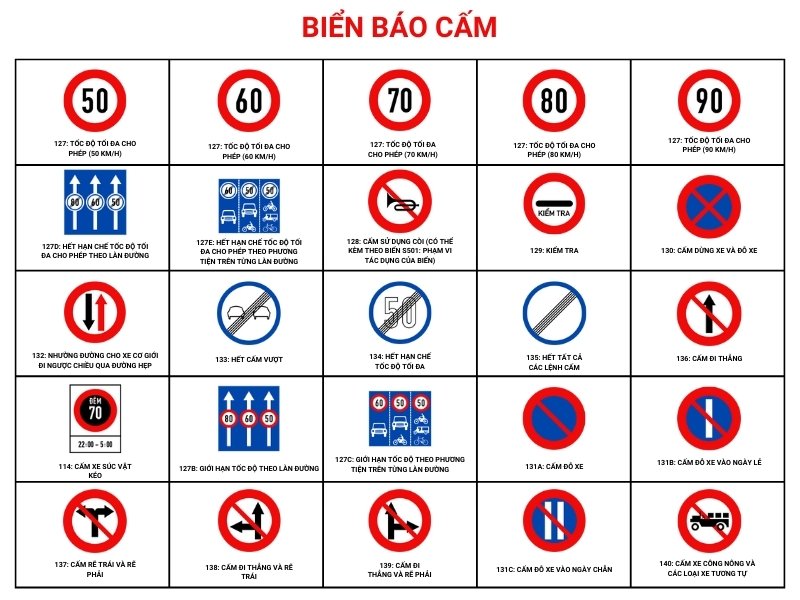 BIỂN BÁO CẤM
50
60
70
80
90
127: TỐC ĐỘ TỐI ĐA CHO
PHÉP (50 KM/H)
127: TỐC ĐỘ TỐI ĐA CHO
PHÉP (60 KM/H)
127: TỐC ĐỘ TỐI ĐA
CHO PHÉP (70 KM/H)
127: TỐC ĐỘ TỐI ĐA CHO
PHÉP (80 KM/H)
127: TỐC ĐỘ TỐI ĐA CHO
PHÉP (90 KM/H)
80 60 50
60 50 50
KIỂM TRA
127D: HẾT HẠN CHẾ TỐC ĐỘ TỐI
ĐA CHO PHÉP THEO LÀN ĐƯỜNG
127E: HẾT HẠN CHẾ TỐC ĐỘ TỐI
ĐA CHO PHÉP THEO PHƯƠNG
TIỆN TRÊN TỪNG LÀN ĐƯỜNG
128: CẤM SỬ DỤNG CÒI (CÓ THỂ
KÈM THEO BIỂN S501: PHẠM VI
TÁC DỤNG CỦA BIỂN)
129: KIỂM TRA
130: CẤM DỪNG XE VÀ ĐỖ XE
50
132: NHƯỜNG ĐƯỜNG CHO XE CƠ GIỚI
ĐI NGƯỢC CHIỀU QUA ĐƯỜNG HẸP
133: HẾT CẤM VƯỢT
134: HẾT HẠN CHẾ
TỐC ĐỘ TỐI ĐA
135: HẾT TẤT CẢ
CÁC LỆNH CẤM
136: CẤM ĐI THẲNG
ĐÊM
70
22:00 - 5:00
80 60 50
60 50 50
114: CẤM XE SÚC VẬT
KÉO
127B: GIỚI HẠN TỐC ĐỘ THEO LÀN ĐƯỜNG
127C: GIỚI HẠN TỐC ĐỘ THEO PHƯƠNG
TIỆN TRÊN TỪNG LÀN ĐƯỜNG
131A: CẤM ĐỖ XE
131B: CẤM ĐỖ XE VÀO NGÀY LẺ
137: CẤM RẼ TRÁI VÀ RẼ
PHẢI
138: CẤM ĐI THẲNG VÀ RẼ
TRÁI
139: CẤM ĐI
THẲNG VÀ RẼ PHẢI
131C: CẤM ĐỖ XE VÀO NGÀY CHẴN
140: CẤM XE CÔNG NÔNG VÀ
CÁC LOẠI XE TƯƠNG TỰ